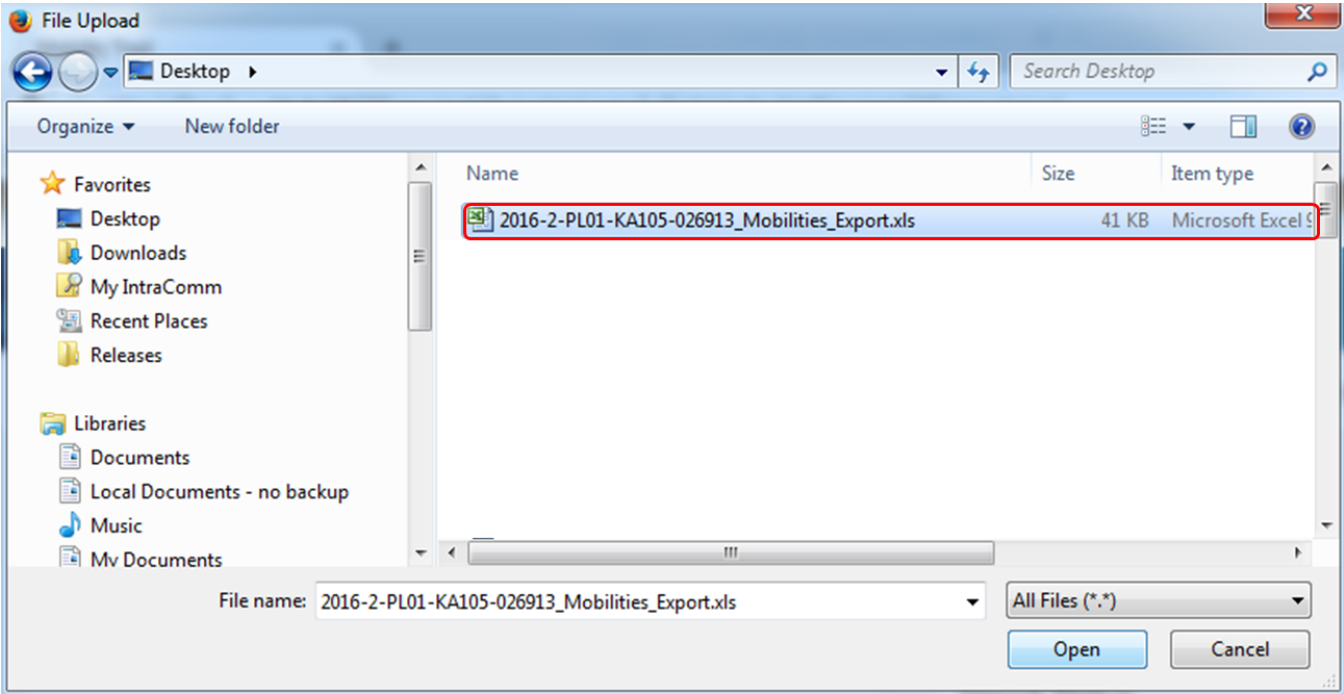 File Upload
Desktop
Search Desktop
Organize
New folder
Name
Size
Item type
2016-2-PL01-KA105-026913_Mobilities_Export.xls
41 KB
Microsoft Excel 9
Favorites
Desktop
Downloads
My IntraComm
Recent Places
Releases
Libraries
Documents
Local Documents - no backup
Music
My Documents
File name:
2016-2-PL01-KA105-026913_Mobilities_Export.xls
All Files (*.*)
Open
Cancel